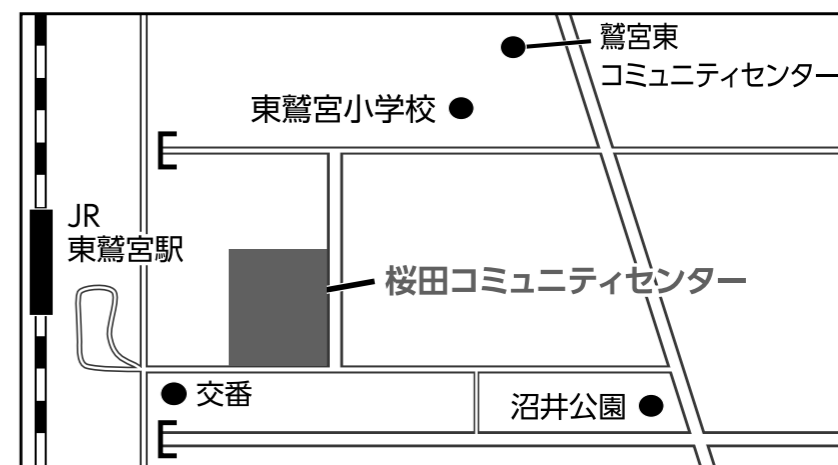 鷲宮東
コミュニティセンター
東鷲宮小学校
JR
東鷲宮駅
桜田コミュニティセンター
交番
沼井公園